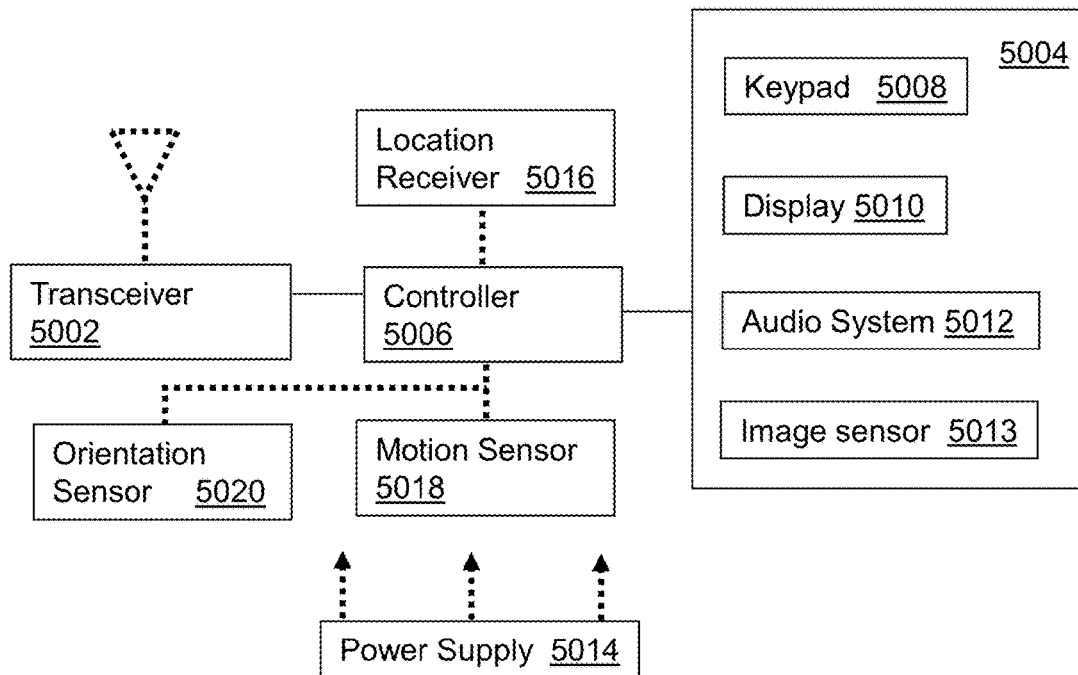 5004
Keypad 5008
Location
Receiver 5016
Display 5010
Transceiver
5002
Controller
5006
Audio System 5012
Orientation
Sensor 5020
Motion Sensor
5018
Image sensor 5013
Power Supply 5014